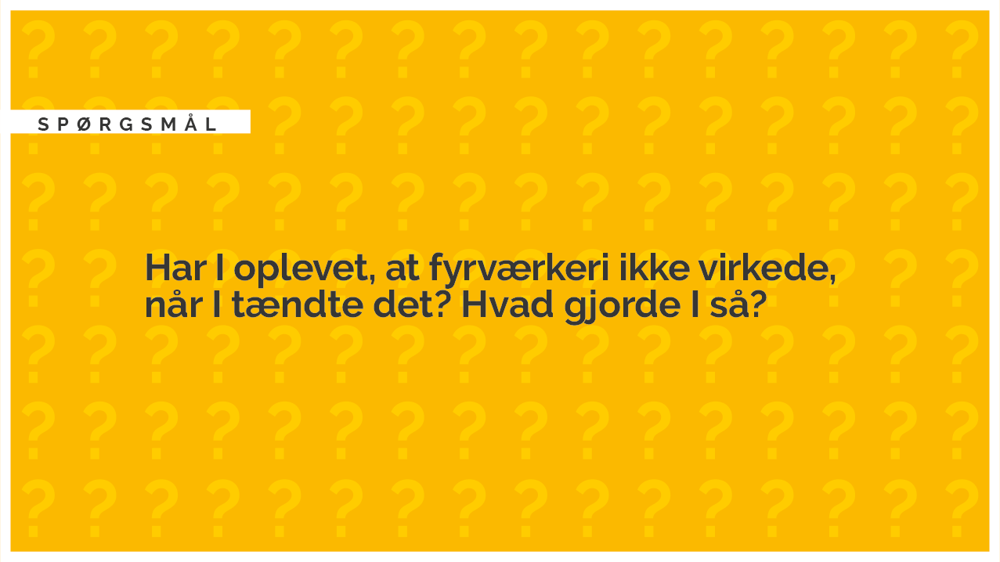 SPØRGSMÅL
Har I oplevet, at fyrværkeri ikke virkede,
når I tændte det? Hvad gjorde I så?